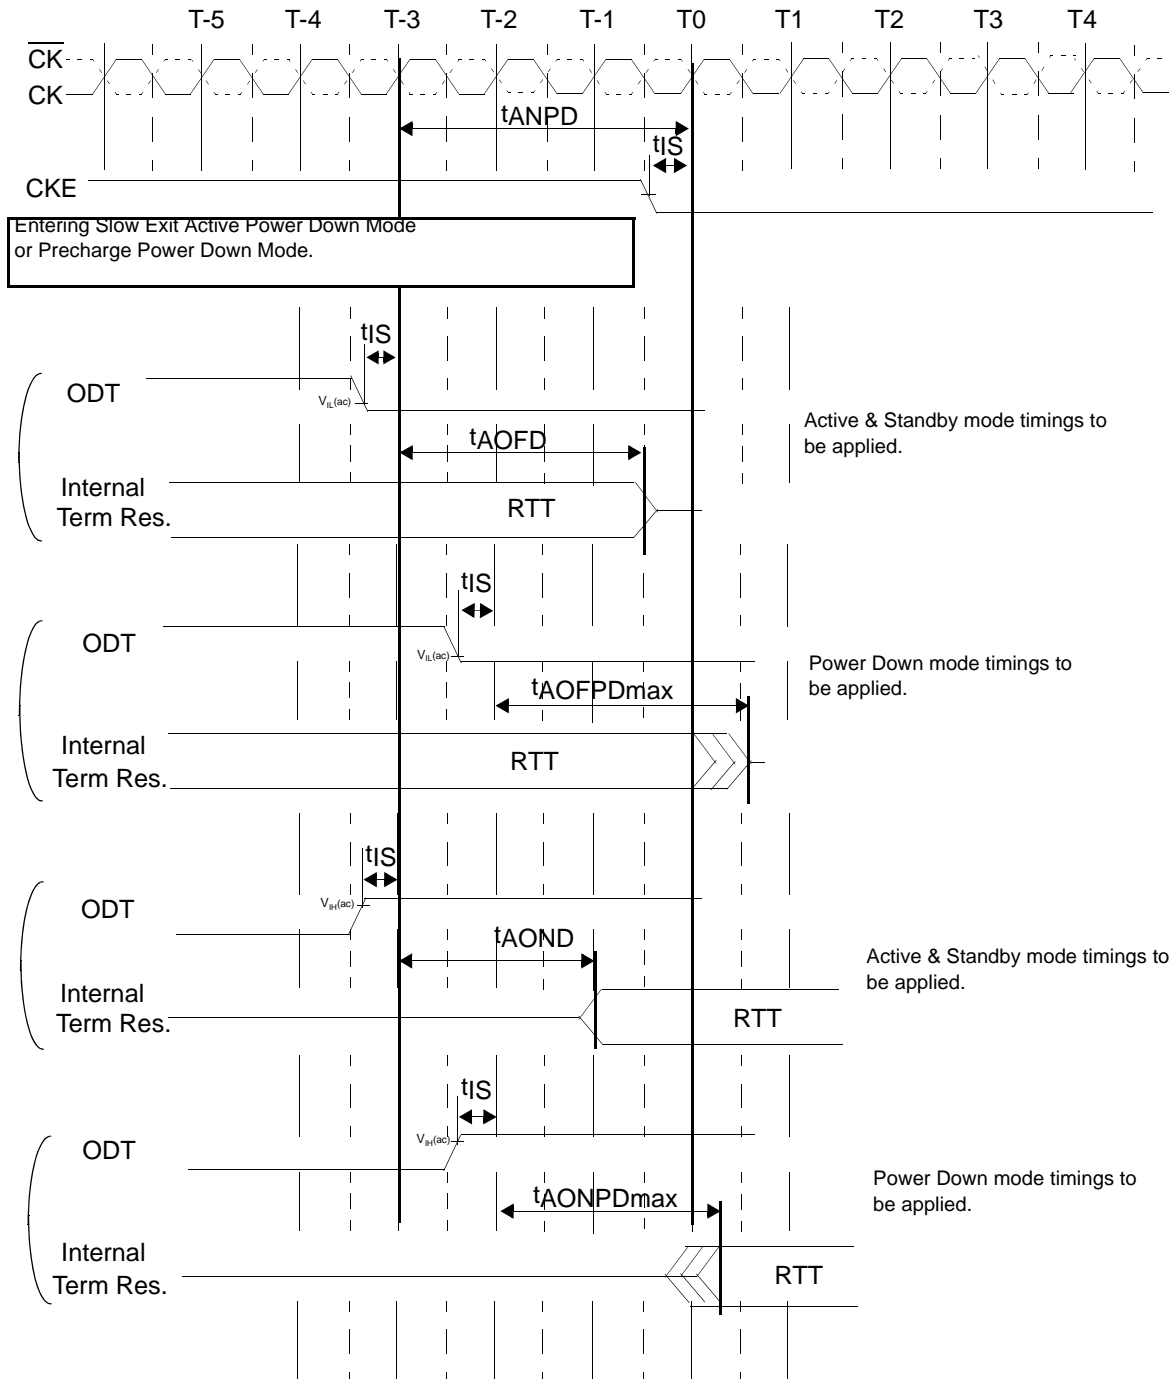 T-5 T-4 T-3 T-2 T-1 T0 T1 T2 T3 T4
CK
CK
tANPD
tIS
CKE
Entering Slow Exit Active Power Down Mode
or Precharge Power Down Mode.
tIS
ODT
VIL(ac)
Active & Standby mode timings to
be applied.
tAOFD
Internal
Term Res.
RTT
tIS
ODT
VIL(ac)
Power Down mode timings to
be applied.
tAOFPDmax
Internal
Term Res.
RTT
tIS
ODT
VIH(ac)
tAOND
Active & Standby mode timings to
be applied.
Internal
Term Res.
RTT
tIS
ODT
VIH(ac)
Power Down mode timings to
be applied.
tAONPDmax
Internal
Term Res.
RTT